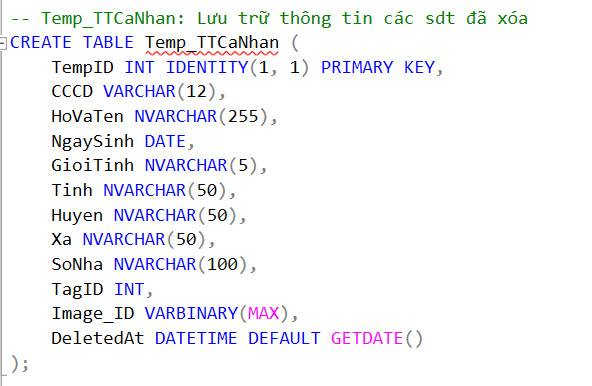 -- Temp_TTCaNhan: Lưu trữ thông tin các sdt đã xóa
CREATE TABLE Temp_TTCaNhan (
    TempID INT IDENTITY(1, 1) PRIMARY KEY,
    CCCD VARCHAR(12),
    HoVaTen NVARCHAR(255),
    NgaySinh DATE,
    GioiTinh NVARCHAR(5),
    Tinh NVARCHAR(50),
    Huyen NVARCHAR(50),
    Xa NVARCHAR(50),
    SoNha NVARCHAR(100),
    TagID INT,
    Image_ID VARBINARY(MAX),
    DeletedAt DATETIME DEFAULT GETDATE()
);